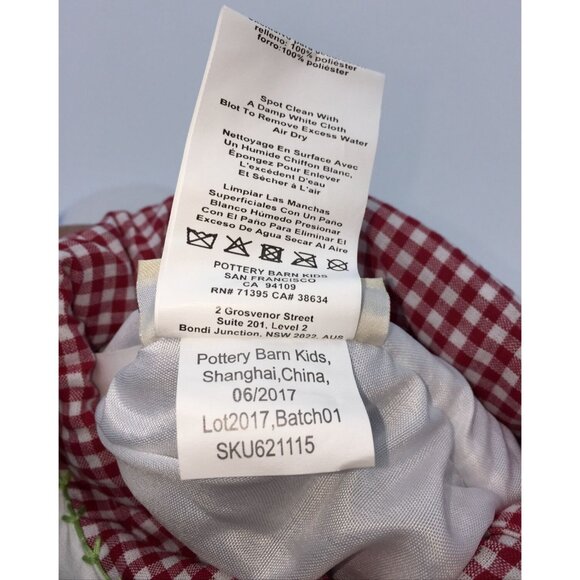 relleno: 100% poliéster
forro:100% poliéster
Spot Clean With
A Damp White Cloth
Blot To Remove Excess Water
Air Dry
Nettoyage En Surface Avec
Un Humide Chiffon Blanc,
Épongez Pour Enlever
L'excédent D'eau
Et Sécher à L'air
Limpiar Las Manchas
Superficiales Con Un Paño
Blanco Húmedo Presionar
Con El Paño Para Eliminar El
Exceso De Agua Secar Al Aire
POTTERY BARN KIDS
SAN FRANCISCO
CA 94109
RN# 71395 CA# 38634
2 Grosvenor Street
Suite 201, Level 2
Bondi Junction, NSW 2022, AUS
Pottery Barn Kids,
Shanghai,China,
06/2017
Lot2017,Batch01
SKU621115